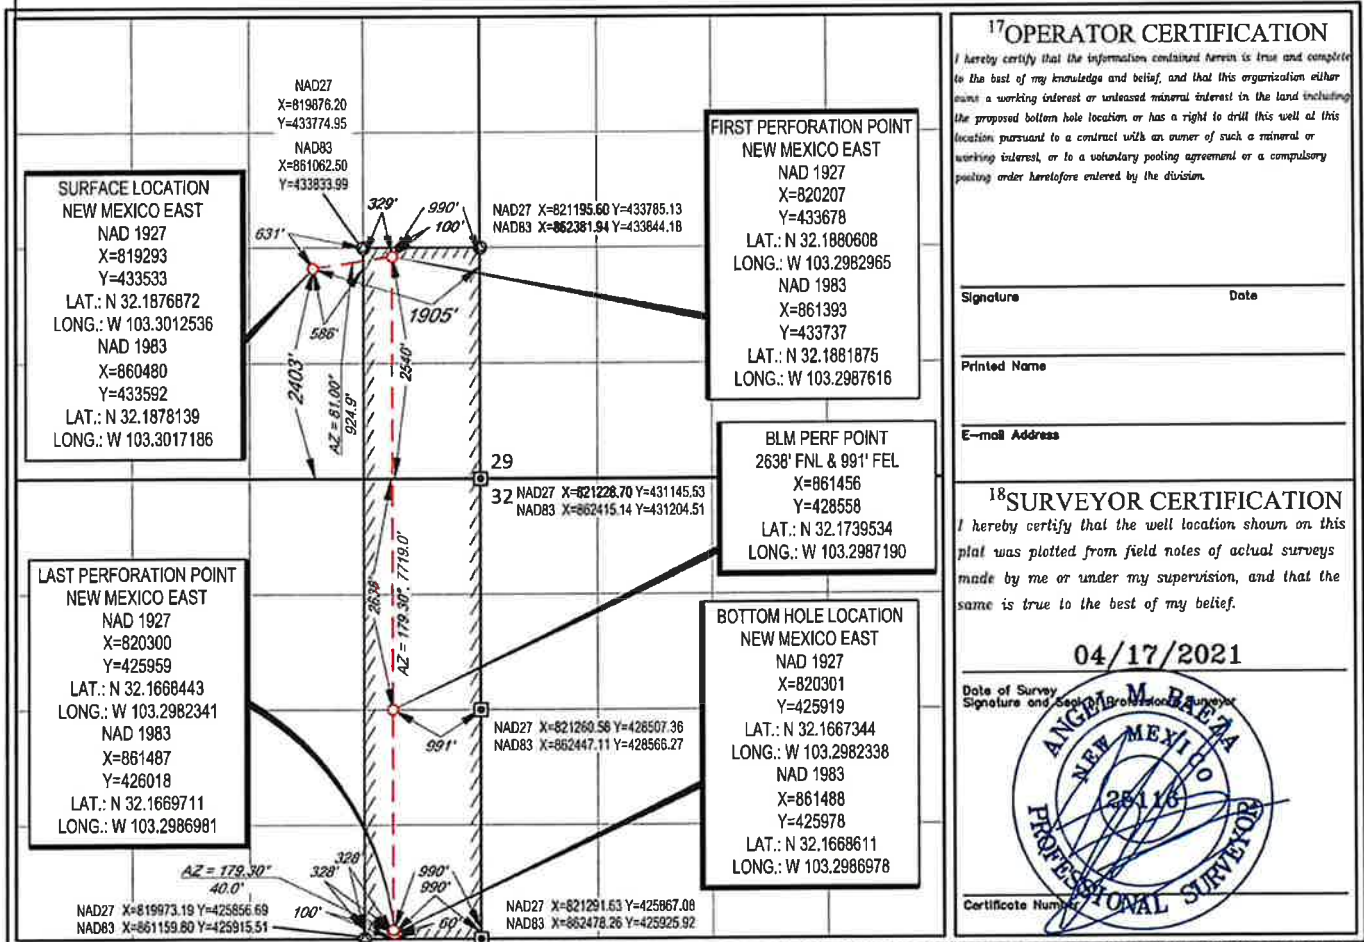 NAD27
X=819876.20
Y=433774.95
NAD83
X=861062.50
Y=433833.99
SURFACE LOCATION
NEW MEXICO EAST
NAD 1927
X=819293
Y=433533
LAT.: N 32.1876872
LONG.: W 103.3012536
NAD 1983
X=860480
Y=433592
LAT.: N 32.1878139
LONG.: W 103.3017186
631'
329'
990'
100'
NAD27 X=821195.60 Y=433785.13
NAD83 X=862381.94 Y=433844.18
586'
1905'
2403'
AZ = 81.00°
924.9'
2540'
FIRST PERFORATION POINT
NEW MEXICO EAST
NAD 1927
X=820207
Y=433678
LAT.: N 32.1880608
LONG.: W 103.2982965
NAD 1983
X=861393
Y=433737
LAT.: N 32.1881875
LONG.: W 103.2987616
29
32
NAD27 X=821228.70 Y=431145.53
NAD83 X=862415.14 Y=431204.51
BLM PERF POINT
2638' FNL & 991' FEL
X=861456
Y=428558
LAT.: N 32.1739534
LONG.: W 103.2987190
2638'
AZ = 179.30°, 7719.0'
LAST PERFORATION POINT
NEW MEXICO EAST
NAD 1927
X=820300
Y=425959
LAT.: N 32.1668443
LONG.: W 103.2982341
NAD 1983
X=861487
Y=426018
LAT.: N 32.1669711
LONG.: W 103.2986981
991'
NAD27 X=821260.58 Y=428507.36
NAD83 X=862447.11 Y=428566.27
BOTTOM HOLE LOCATION
NEW MEXICO EAST
NAD 1927
X=820301
Y=425919
LAT.: N 32.1667344
LONG.: W 103.2982338
NAD 1983
X=861488
Y=425978
LAT.: N 32.1668611
LONG.: W 103.2986978
AZ = 179.30°
40.0'
328'
328'
100'
990'
990'
60'
NAD27 X=819973.19 Y=425856.69
NAD83 X=861159.80 Y=425915.51
NAD27 X=821291.63 Y=425867.08
NAD83 X=862478.26 Y=425925.92
17OPERATOR CERTIFICATION
I hereby certify that the information contained herein is true and complete
to the best of my knowledge and belief, and that this organization either
owns a working interest or unleased mineral interest in the land including
the proposed bottom hole location or has a right to drill this well at this
location pursuant to a contract with an owner of such a mineral or
working interest, or to a voluntary pooling agreement or a compulsory
pooling order heretofore entered by the division.
Signature Date
Printed Name
E-mail Address
18SURVEYOR CERTIFICATION
I hereby certify that the well location shown on this
plat was plotted from field notes of actual surveys
made by me or under my supervision, and that the
same is true to the best of my belief.
04/17/2021
Date of Survey
Signature and Seal of Professional Surveyor
ANGEL M. BAEZA
NEW MEXICO
25116
PROFESSIONAL SURVEYOR
Certificate Number